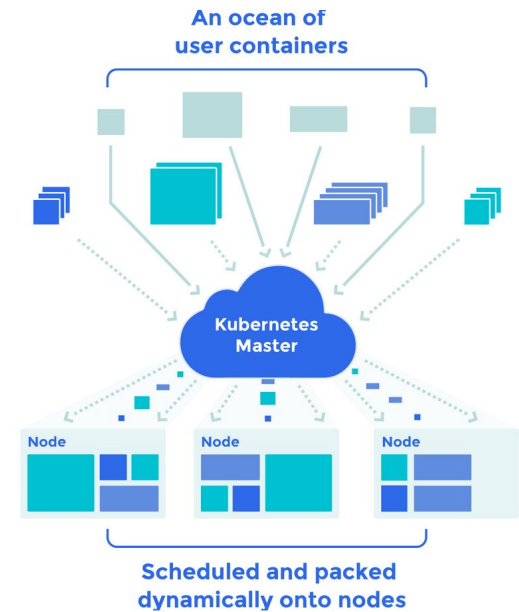 An ocean of
user containers
Kubernetes
Master
Node
Node
Node
Scheduled and packed
dynamically onto nodes